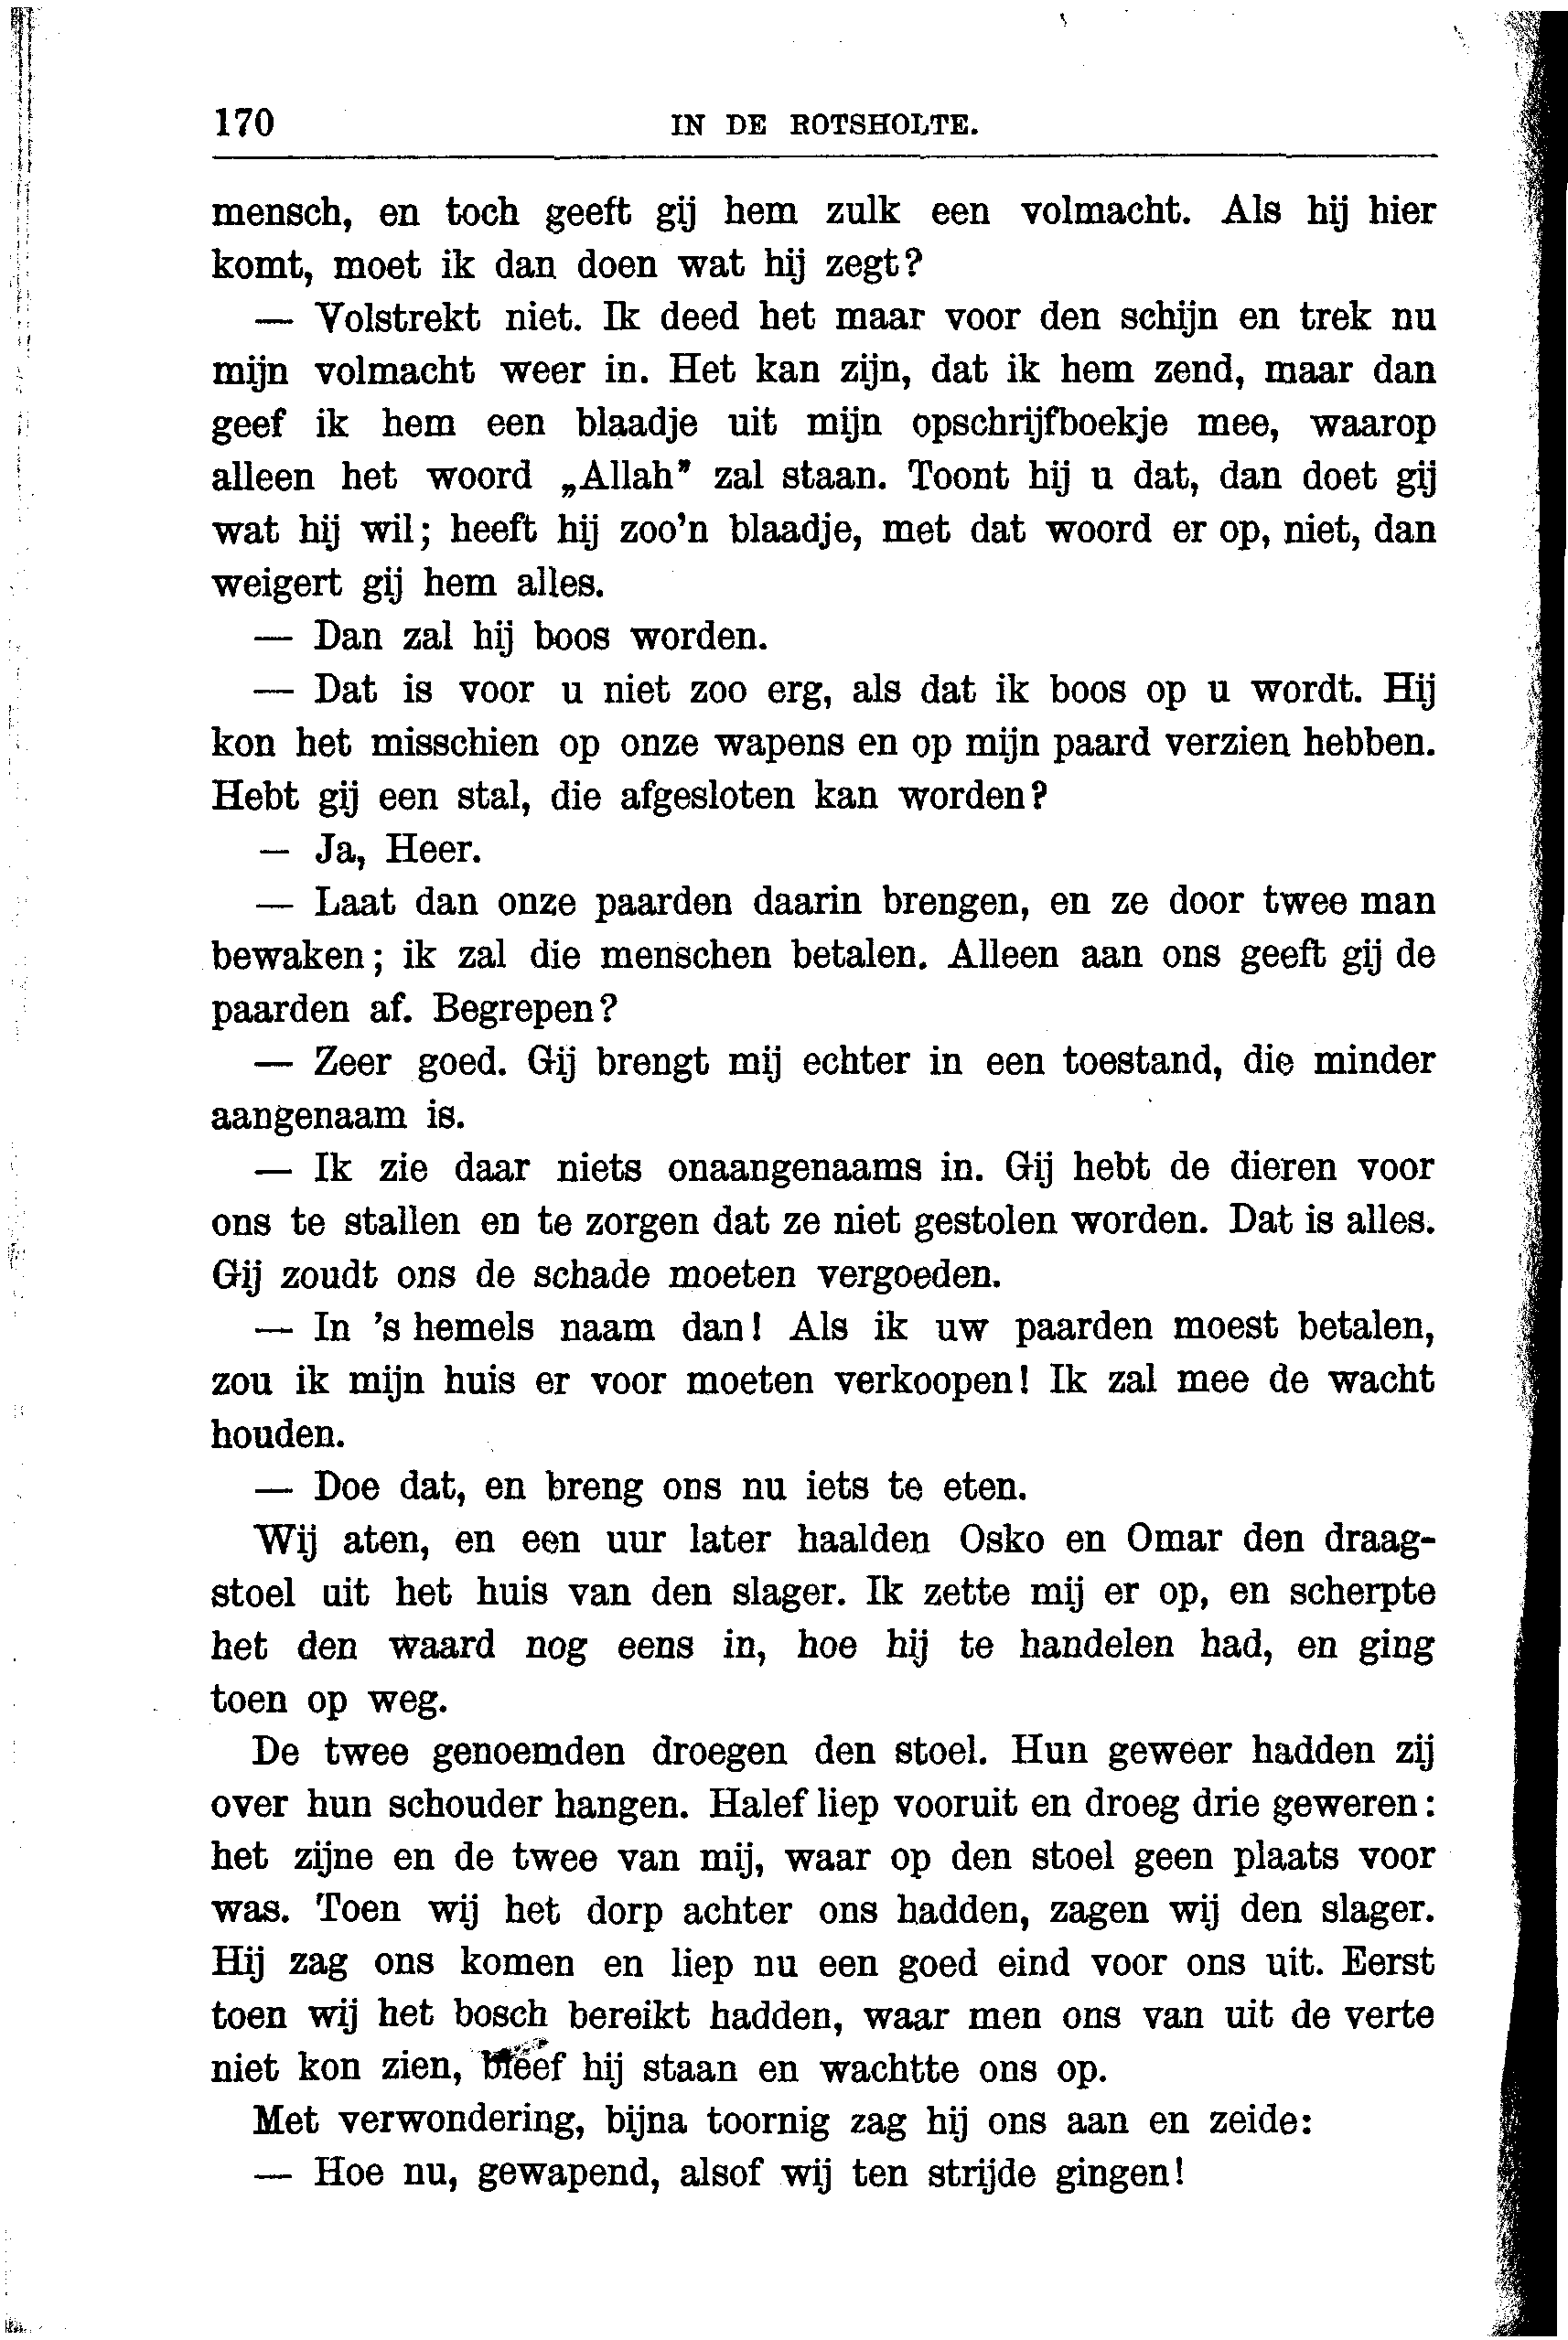 170 IN DE ROTSHOLTE.
mensch, en toch geeft gij hem zulk een volmacht. Als hij hier
komt, moet ik dan doen wat hij zegt?
— Volstrekt niet. Ik deed het maar voor den schijn en trek nu
mijn volmacht weer in. Het kan zijn, dat ik hem zend, maar dan
geef ik hem een blaadje uit mijn opschrijfboekje mee, waarop
alleen het woord „Allah” zal staan. Toont hij u dat, dan doet gij
wat hij wil; heeft hij zoo'n blaadje, met dat woord er op, niet, dan
weigert gij hem alles.
— Dan zal hij boos worden.
— Dat is voor u niet zoo erg, als dat ik boos op u wordt. Hij
kon het misschien op onze wapens en op mijn paard verzien hebben.
Hebt gij een stal, die afgesloten kan worden?
— Ja, Heer.
— Laat dan onze paarden daarin brengen, en ze door twee man
bewaken; ik zal die menschen betalen. Alleen aan ons geeft gij de
paarden af. Begrepen?
— Zeer goed. Gij brengt mij echter in een toestand, die minder
aangenaam is.
— Ik zie daar niets onaangenaams in. Gij hebt de dieren voor
ons te stallen en te zorgen dat ze niet gestolen worden. Dat is alles.
Gij zoudt ons de schade moeten vergoeden.
— In 's hemels naam dan! Als ik uw paarden moest betalen,
zou ik mijn huis er voor moeten verkoopen! Ik zal mee de wacht
houden.
— Doe dat, en breng ons nu iets te eten.
Wij aten, en een uur later haalden Osko en Omar den draag-
stoel uit het huis van den slager. Ik zette mij er op, en scherpte
het den waard nog eens in, hoe hij te handelen had, en ging
toen op weg.
De twee genoemden droegen den stoel. Hun geweer hadden zij
over hun schouder hangen. Halef liep vooruit en droeg drie geweren:
het zijne en de twee van mij, waar op den stoel geen plaats voor
was. Toen wij het dorp achter ons hadden, zagen wij den slager.
Hij zag ons komen en liep nu een goed eind voor ons uit. Eerst
toen wij het bosch bereikt hadden, waar men ons van uit de verte
niet kon zien, bleef hij staan en wachtte ons op.
Met verwondering, bijna toornig zag hij ons aan en zeide:
— Hoe nu, gewapend, alsof wij ten strijde gingen!